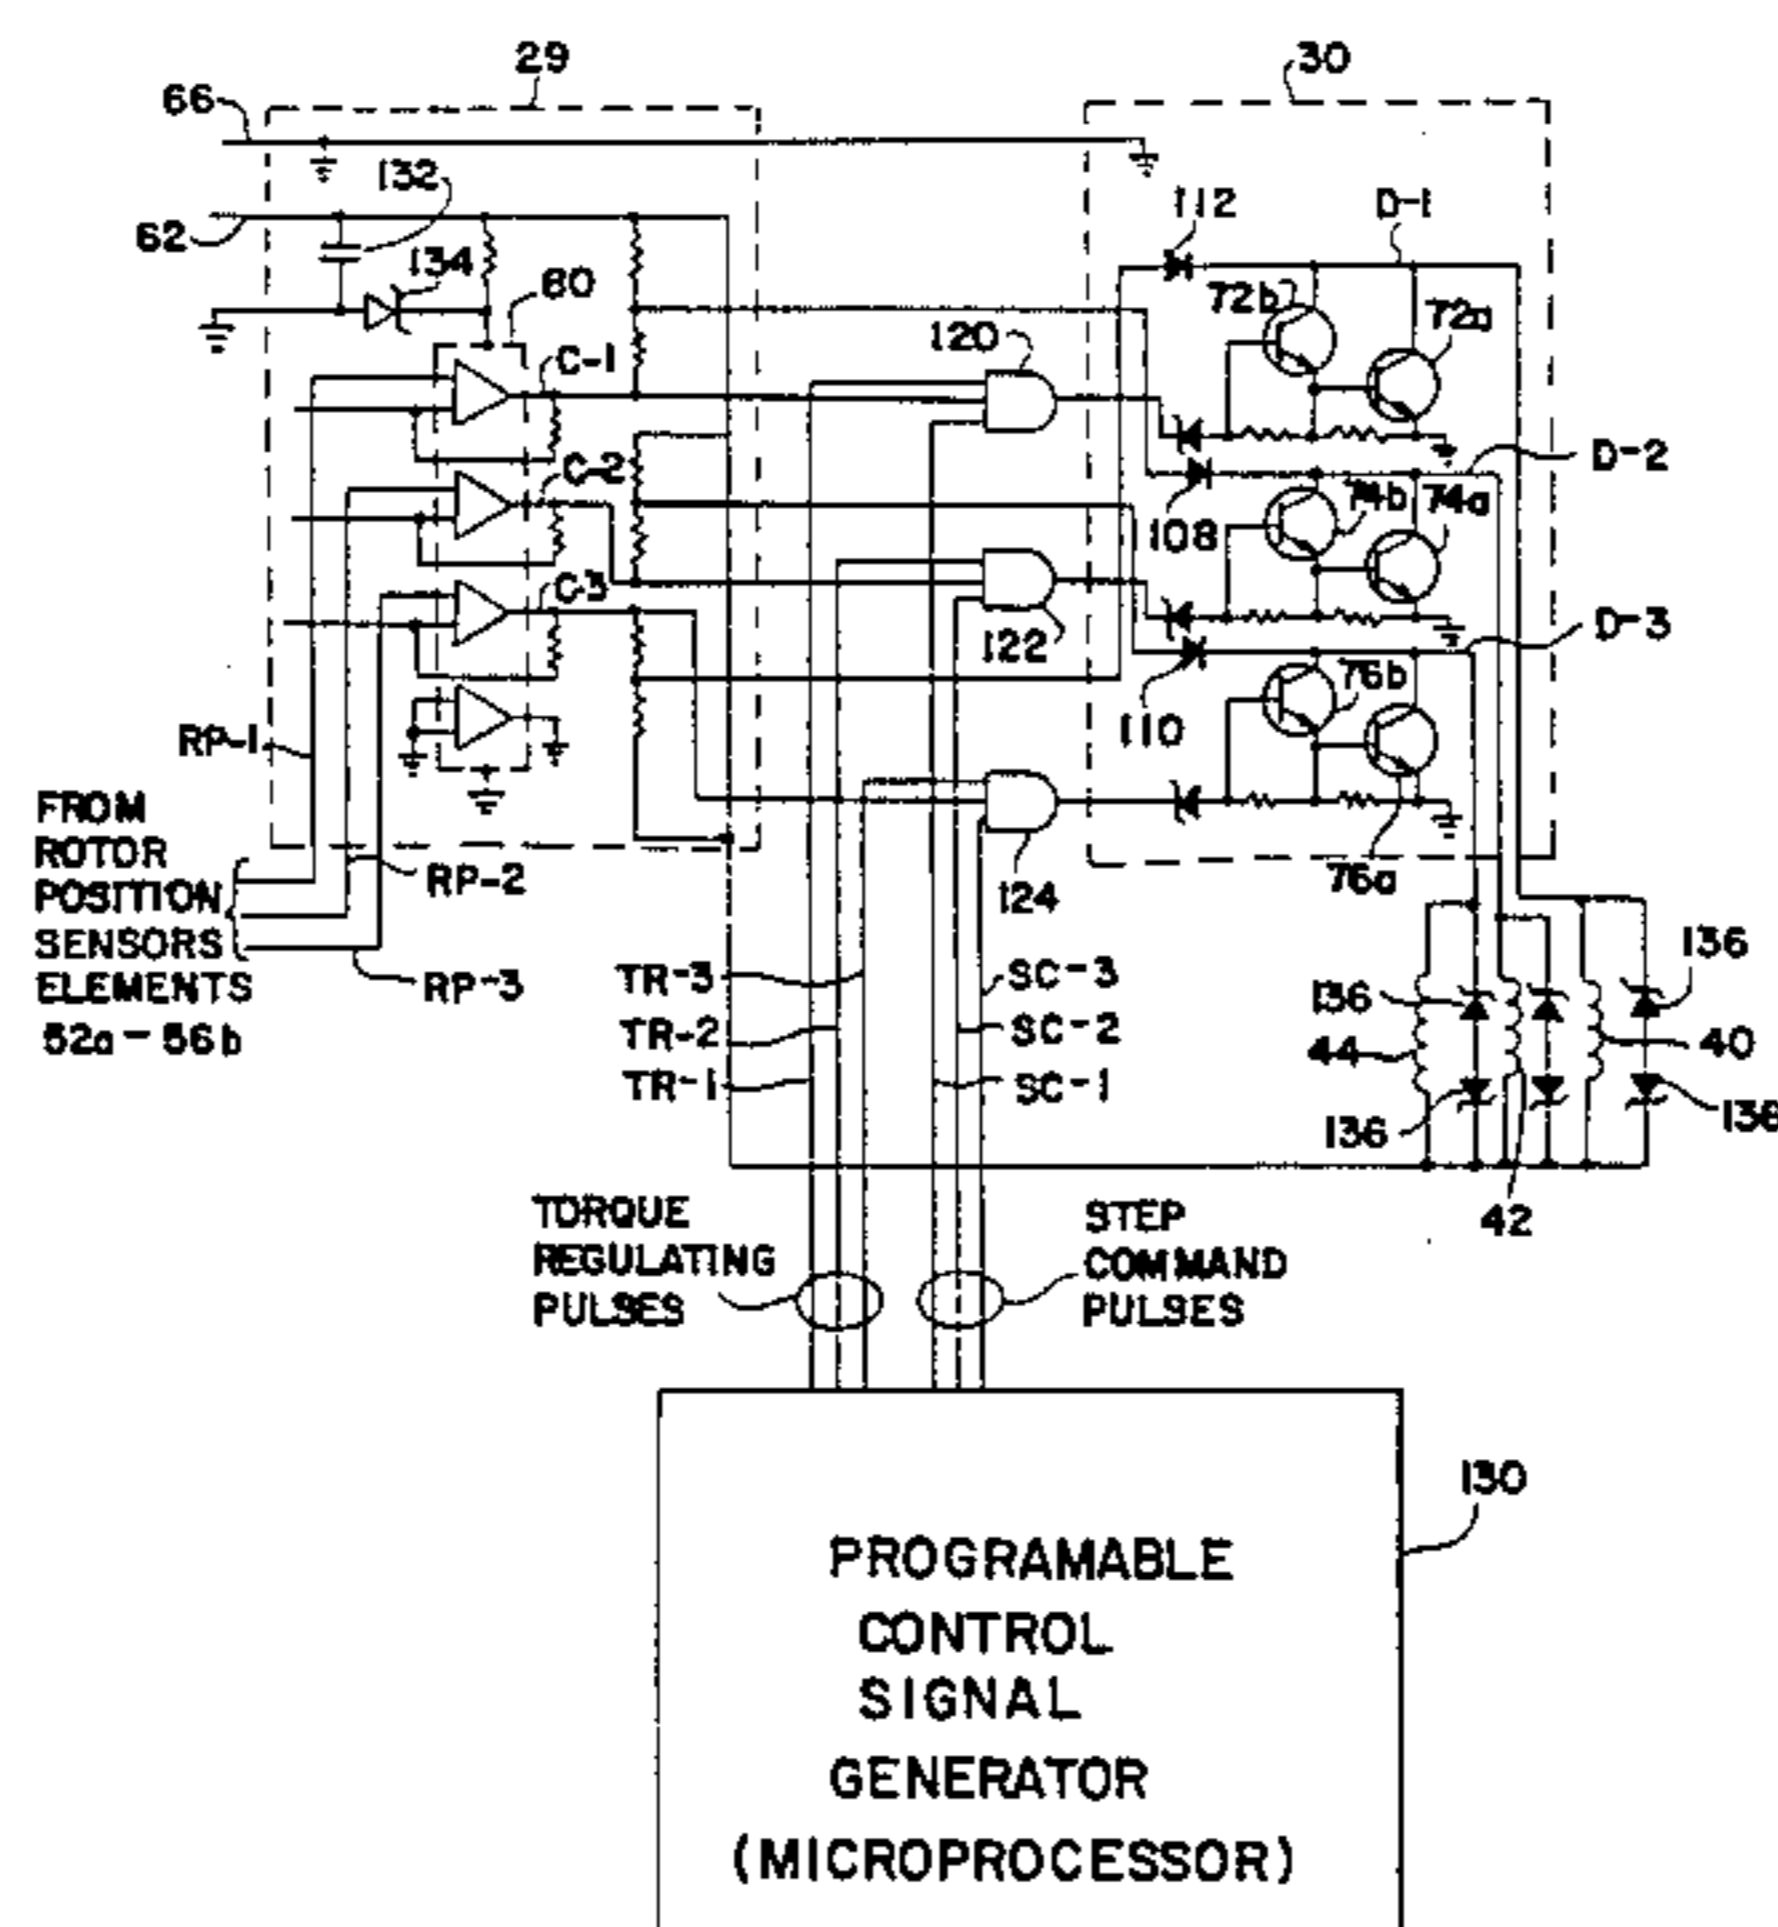 29
30
66
132
62
134
80
112
D-1
72b
72a
120
C-1
D-2
C-2
74b
74a
108
C-3
122
D-3
76b
110
RP-1
FROM
ROTOR
POSITION
SENSORS
ELEMENTS
52a-56b
RP-2
RP-3
124
76a
TR-3
TR-2
TR-1
SC-3
SC-2
SC-1
136
136
44
40
136
138
42
TORQUE
REGULATING
PULSES
STEP
COMMAND
PULSES
130
PROGRAMABLE
CONTROL
SIGNAL
GENERATOR
(MICROPROCESSOR)